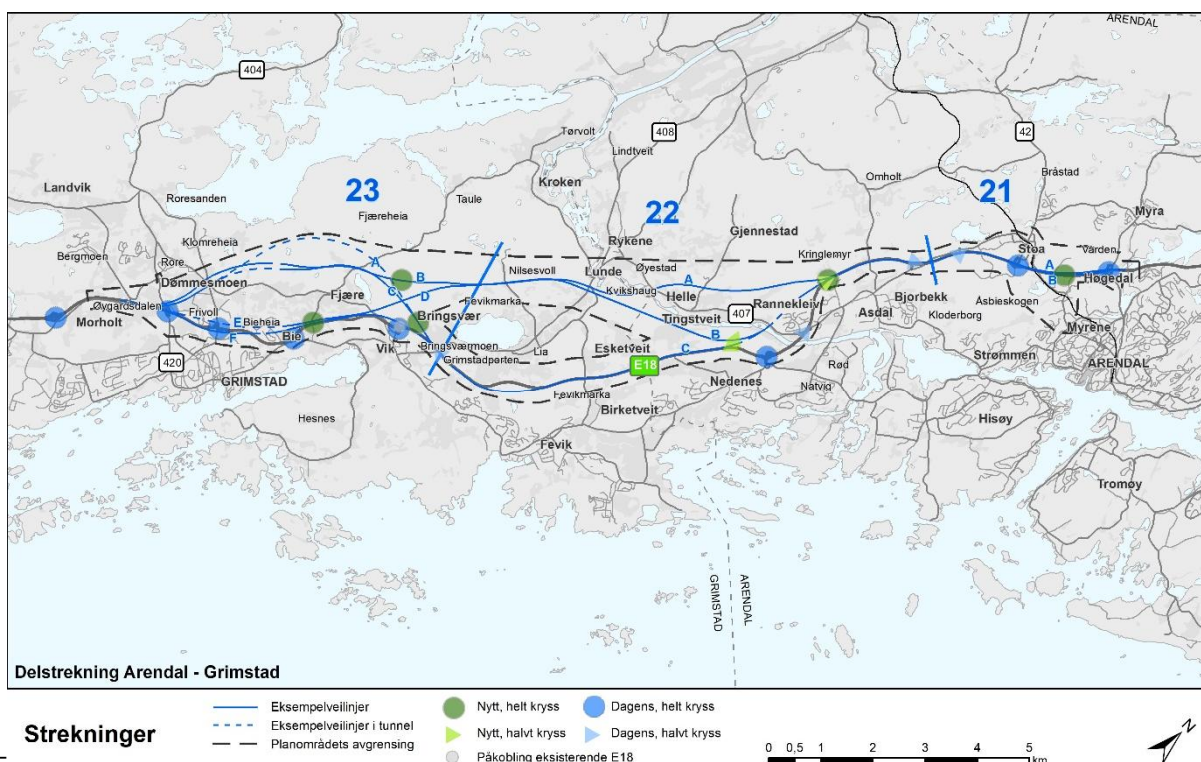 ARENDAL
404
408
42
Tørvolt
Lindtveit
Omholt
Bråstad
Landvik
Roresanden
23
Taule
Kroken
22
21
Myra
Fjæreheia
Gjennestad
Bergmoen
Klomreheia
Rykene
Kringlemyr
Stoa
Varden
Rore
A
B
Nilsesvoll
Lunde
Øyestad
A
B
Høgedal
Dømmesmoen
C
D
Kvikshaug
Helle
A
Rannekleiv
Bjorbekk
Åsbieskogen
Øygardsdalen
Frivoll
Fjære
Fevikmarka
Tingstveit
407
Asdal
Kloderborg
Morholt
E
Bieheia
Bringsvær
B
Myrene
F
Bie
Vik
Bringsværmoen
Lia
Esketveit
C
Strømmen
ARENDAL
420
Grimstadporten
E18
Rød
GRIMSTAD
Nedenes
Natvig
Fevikmarka
Birketveit
Hisøy
Hesnes
Fevik
Tromøy
GRIMSTAD
ARENDAL
Delstrekning Arendal - Grimstad
Strekninger
Eksempelveilinjer
Eksempelveilinjer i tunnel
Planområdets avgrensing
Nytt, helt kryss
Nytt, halvt kryss
Påkobling eksisterende E18
Dagens, helt kryss
Dagens, halvt kryss
0 0,5 1 2 3 4 5
km
N